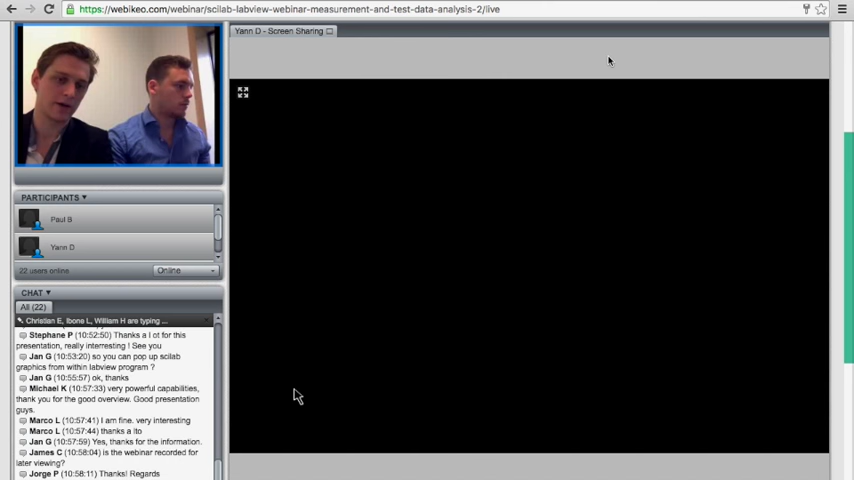 https://webikeo.com/webinar/scilab-labview-webinar-measurement-and-test-data-analysis-2/live
Yann D - Screen Sharing
PARTICIPANTS
Paul B
Yann D
22 users online
Online
CHAT
All (22)
Christian E, Ibone L, William H are typing ...
Stephane P (10:52:50) Thanks a lot for this
presentation, really interresting ! See you
Jan G (10:53:20) so you can pop up scilab
graphics from within labview program ?
Jan G (10:55:57) ok, thanks
Michael K (10:57:33) very powerful capabilities,
thank you for the good overview. Good presentation
guys.
Marco L (10:57:41) I am fine. very interesting
Marco L (10:57:44) thanks a lto
Jan G (10:57:59) Yes, thanks for the information.
James C (10:58:04) is the webinar recorded for
later viewing?
Jorge P (10:58:11) Thanks! Regards